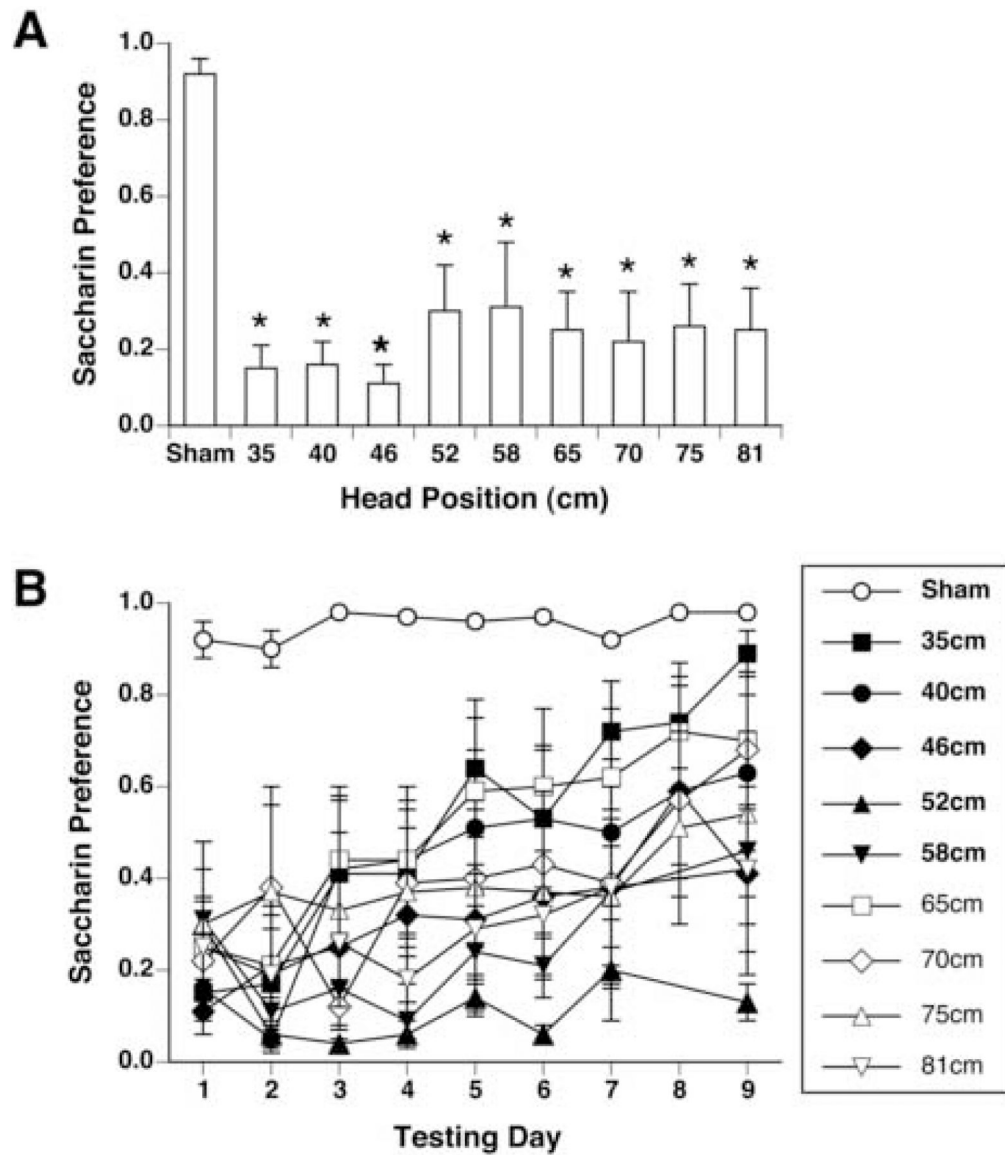 A
Saccharin Preference
1.0
0.8
0.6
0.4
0.2
0.0
* * * * * * * * *
Sham 35 40 46 52 58 65 70 75 81
Head Position (cm)
B
Saccharin Preference
1.0
0.8
0.6
0.4
0.2
0.0
1 2 3 4 5 6 7 8 9
Testing Day
Sham
35cm
40cm
46cm
52cm
58cm
65cm
70cm
75cm
81cm